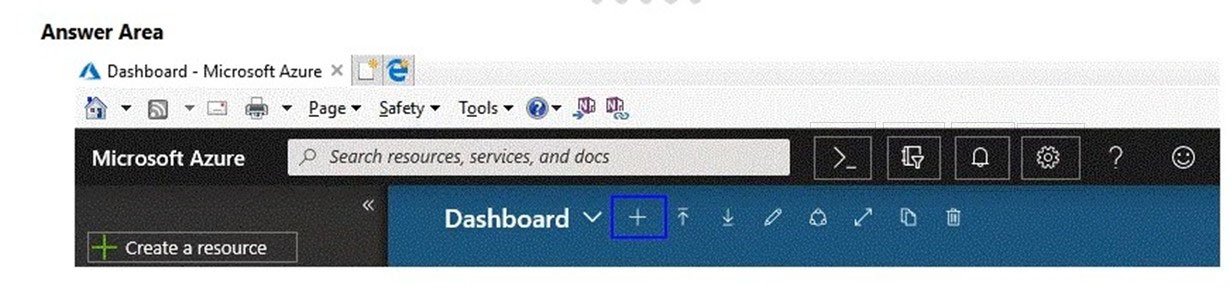 Answer Area
Dashboard - Microsoft Azure
Page Safety Tools
Microsoft Azure Search resources, services, and docs
Dashboard
Create a resource